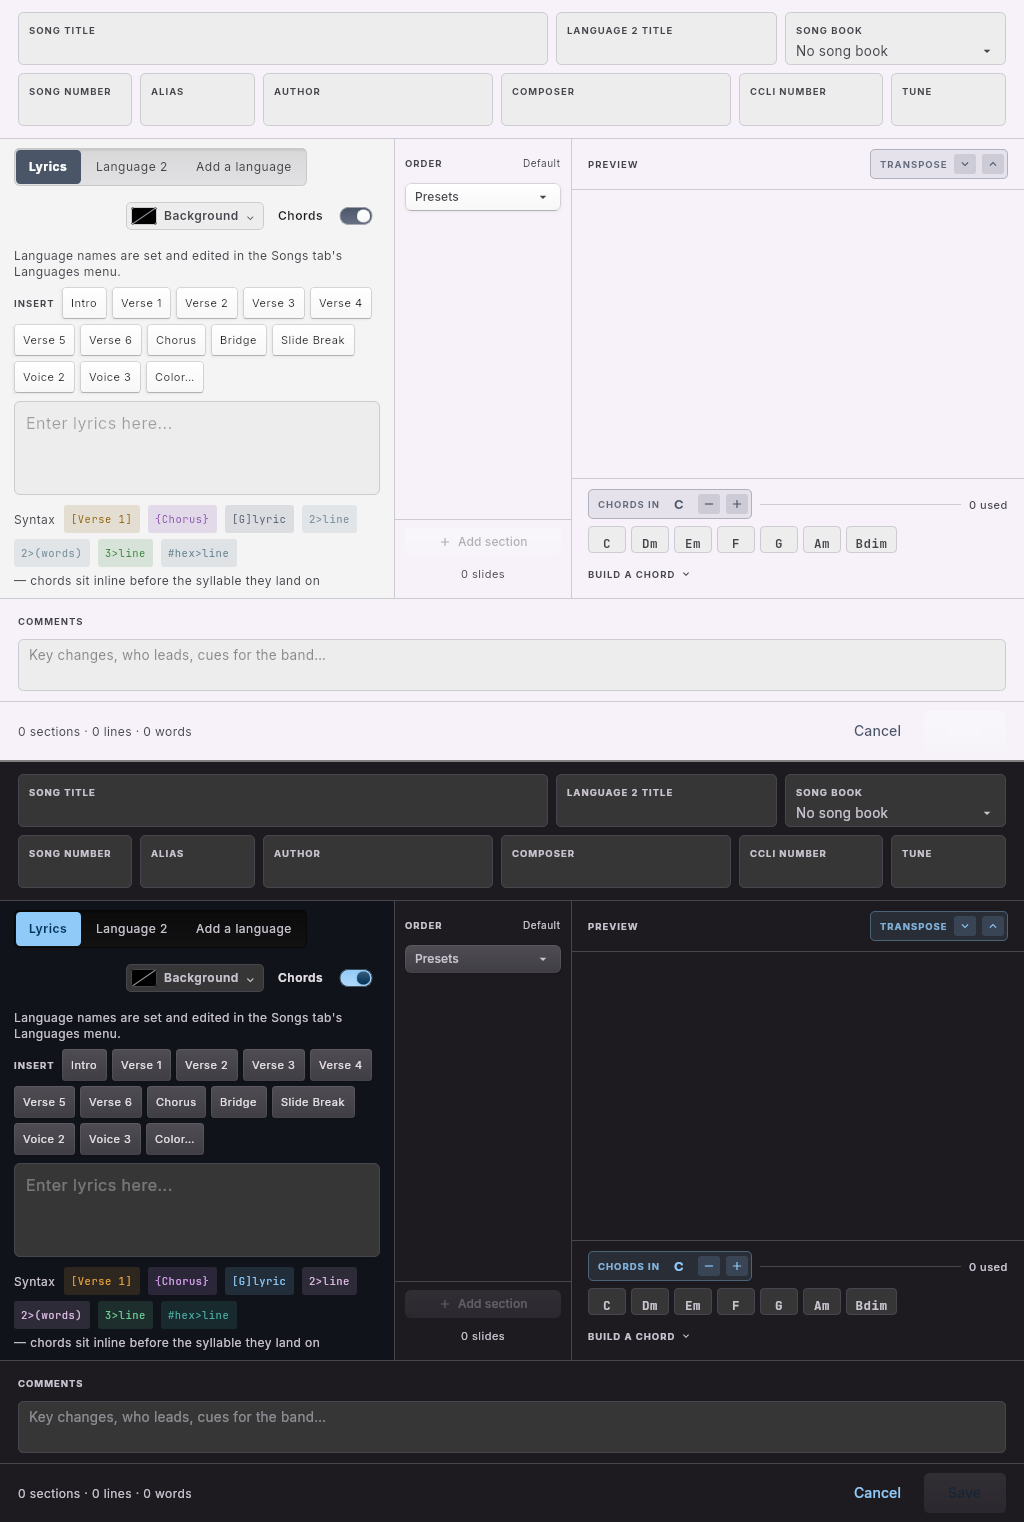 SONG TITLE
LANGUAGE 2 TITLE
SONG BOOK
No song book
SONG NUMBER
ALIAS
AUTHOR
COMPOSER
CCLI NUMBER
TUNE
Lyrics
Language 2
Add a language
Background
Chords
Language names are set and edited in the Songs tab's
Languages menu.
INSERT
Intro
Verse 1
Verse 2
Verse 3
Verse 4
Verse 5
Verse 6
Chorus
Bridge
Slide Break
Voice 2
Voice 3
Color...
Enter lyrics here...
Syntax
[Verse 1]
{Chorus}
[G]lyric
2>line
2>(words)
3>line
#hex>line
— chords sit inline before the syllable they land on
ORDER
Default
Presets
+ Add section
0 slides
PREVIEW
TRANSPOSE
CHORDS IN
C
−
+
0 used
C
Dm
Em
F
G
Am
Bdim
BUILD A CHORD
COMMENTS
Key changes, who leads, cues for the band...
0 sections · 0 lines · 0 words
Cancel
SONG TITLE
LANGUAGE 2 TITLE
SONG BOOK
No song book
SONG NUMBER
ALIAS
AUTHOR
COMPOSER
CCLI NUMBER
TUNE
Lyrics
Language 2
Add a language
Background
Chords
Language names are set and edited in the Songs tab's
Languages menu.
INSERT
Intro
Verse 1
Verse 2
Verse 3
Verse 4
Verse 5
Verse 6
Chorus
Bridge
Slide Break
Voice 2
Voice 3
Color...
Enter lyrics here...
Syntax
[Verse 1]
{Chorus}
[G]lyric
2>line
2>(words)
3>line
#hex>line
— chords sit inline before the syllable they land on
ORDER
Default
Presets
+ Add section
0 slides
PREVIEW
TRANSPOSE
CHORDS IN
C
−
+
0 used
C
Dm
Em
F
G
Am
Bdim
BUILD A CHORD
COMMENTS
Key changes, who leads, cues for the band...
0 sections · 0 lines · 0 words
Cancel
Save